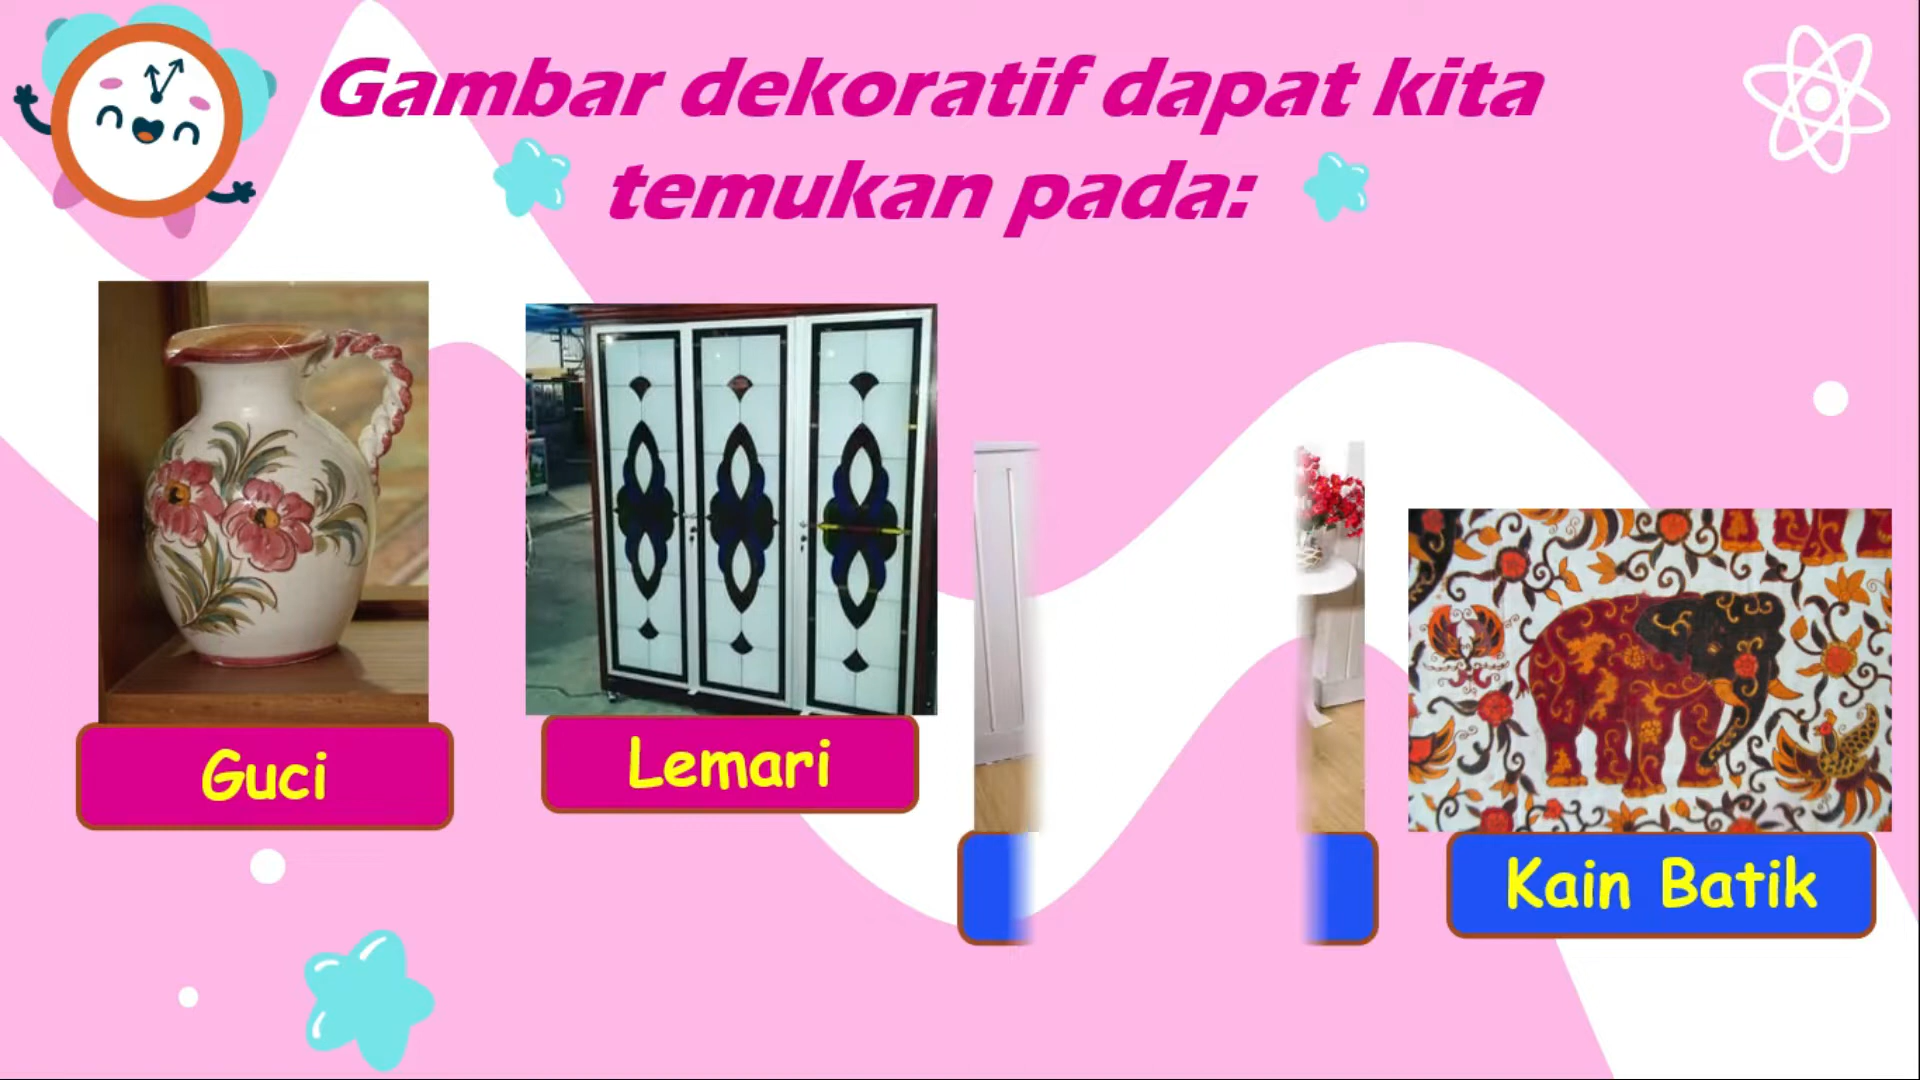 Gambar dekoratif dapat kita
temukan pada:
Guci
Lemari
Kain Batik